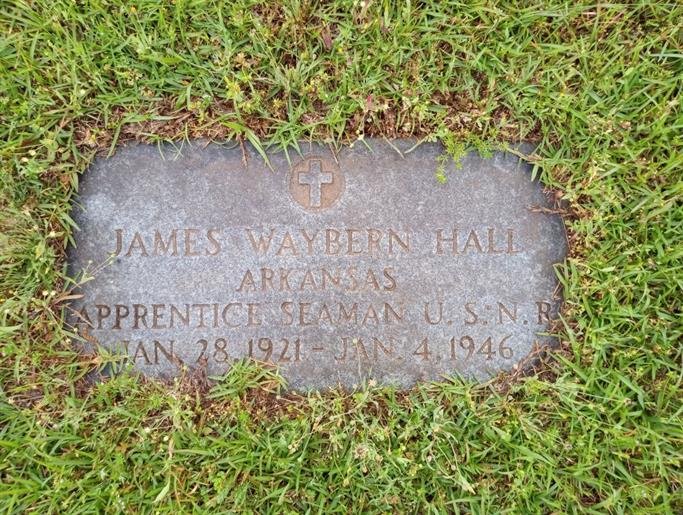 JAMES WAYBERN HALL
ARKANSAS
APPRENTICE SEAMAN U.S.N.R
JAN. 28, 1921 - JAN. 4, 1946